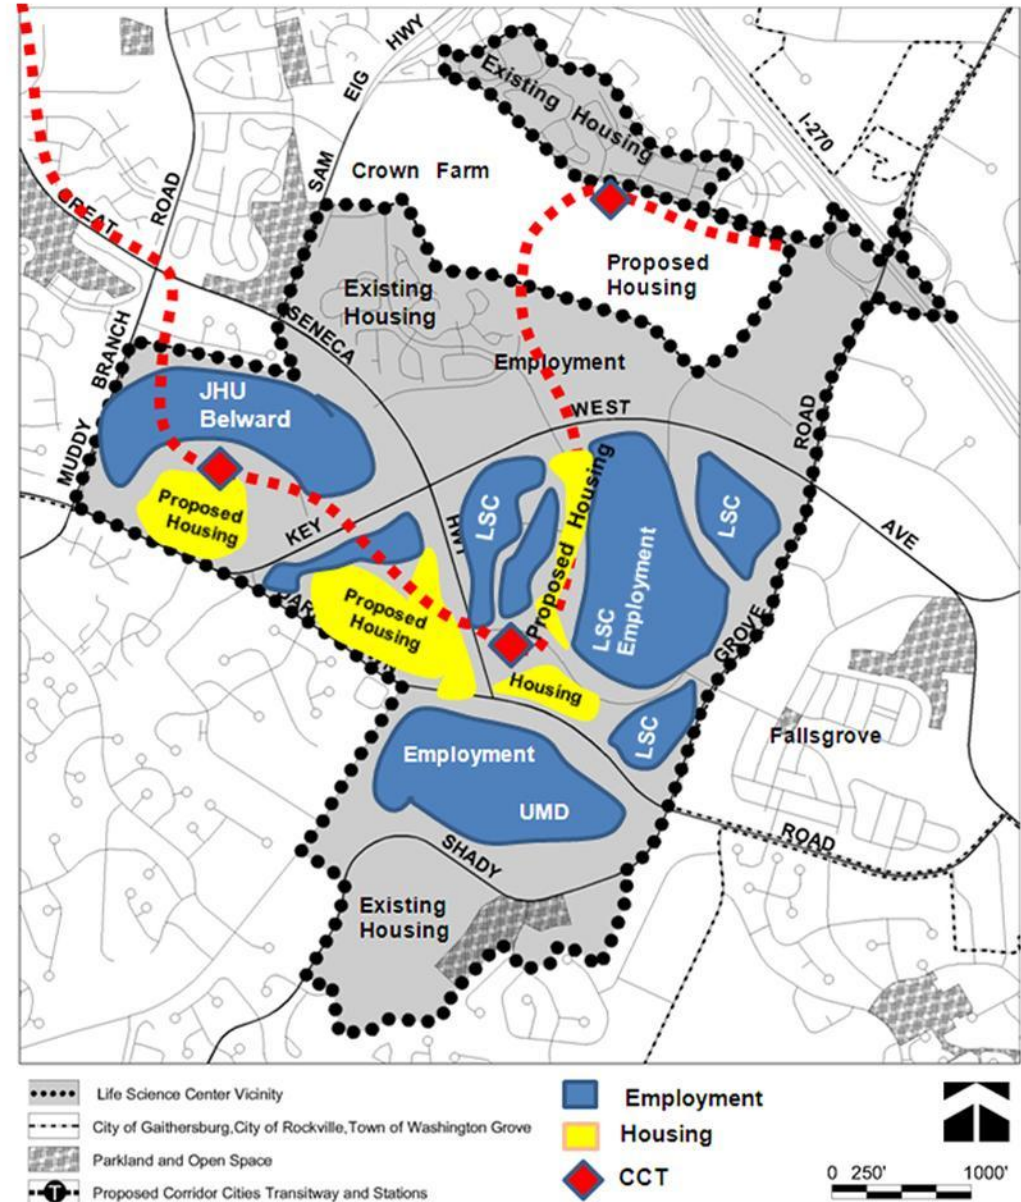 HWY
EIG
SAM
Existing Housing
I-270
Crown Farm
ROAD
GREAT
Proposed
Housing
Existing
Housing
SENECA
Employment
BRANCH
JHU
Belward
WEST
ROAD
MUDDY
Proposed
Housing
KEY
HWY
LSC
Proposed Housing
LSC
Employment
LSC
AVE
DAR
Proposed
Housing
GROVE
Housing
LSC
Fallsgrove
Employment
UMD
ROAD
SHADY
Existing
Housing
Life Science Center Vicinity
City of Gaithersburg,City of Rockville,Town of Washington Grove
Parkland and Open Space
T
Proposed Corridor Cities Transitway and Stations
Employment
Housing
CCT
0 250' 1000'